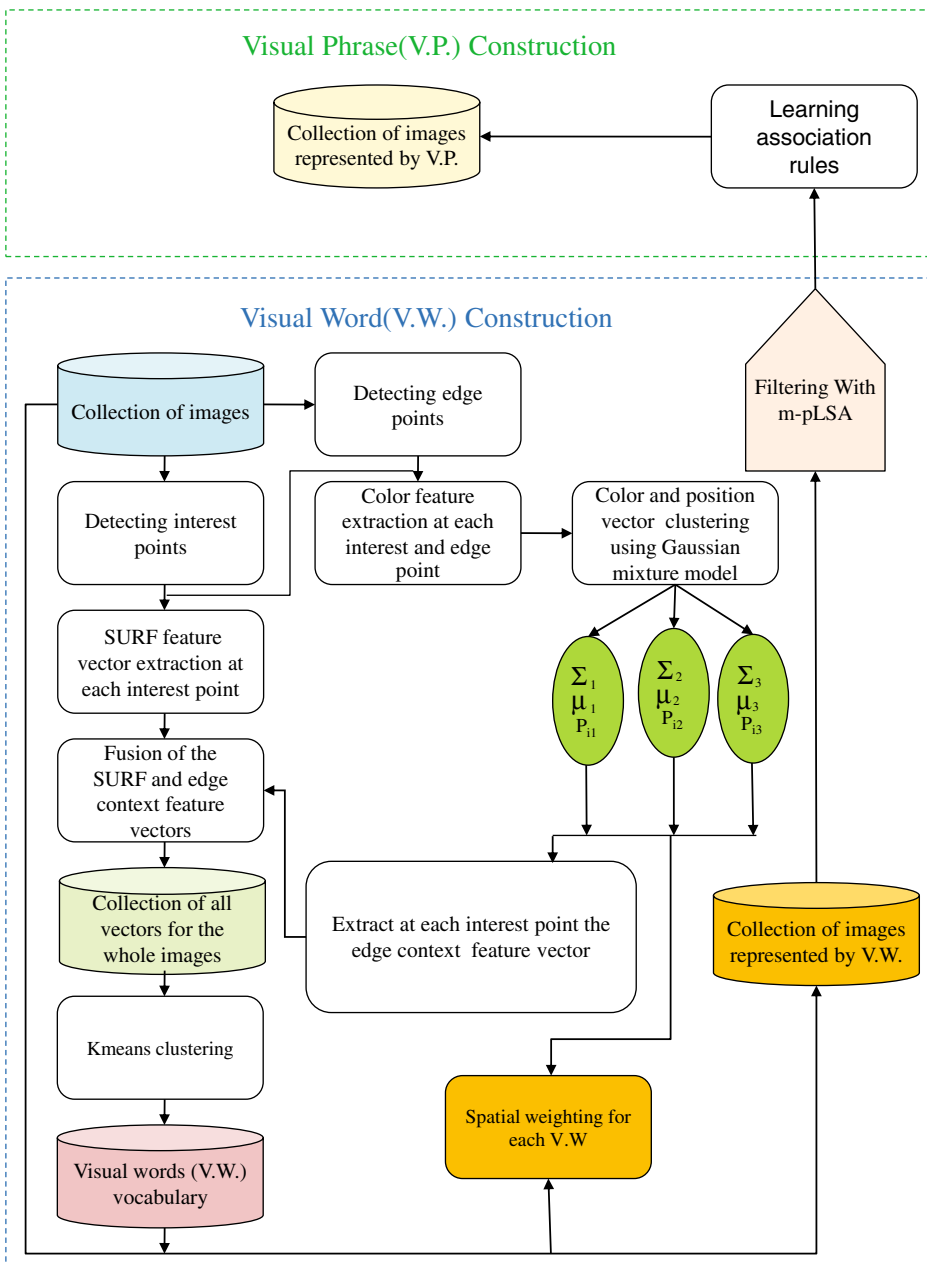 Visual Phrase(V.P.) Construction
Collection of images
represented by V.P.
Learning
association
rules
Visual Word(V.W.) Construction
Collection of images
Detecting edge
points
Filtering With
m-pLSA
Detecting interest
points
Color feature
extraction at each
interest and edge
point
Color and position
vector clustering
using Gaussian
mixture model
SURF feature
vector extraction at
each interest point
Σ1
μ1
Pi1
Σ2
μ2
Pi2
Σ3
μ3
Pi3
Fusion of the
SURF and edge
context feature
vectors
Collection of all
vectors for the
whole images
Extract at each interest point the
edge context feature vector
Collection of images
represented by V.W.
Kmeans clustering
Spatial weighting for
each V.W
Visual words (V.W.)
vocabulary